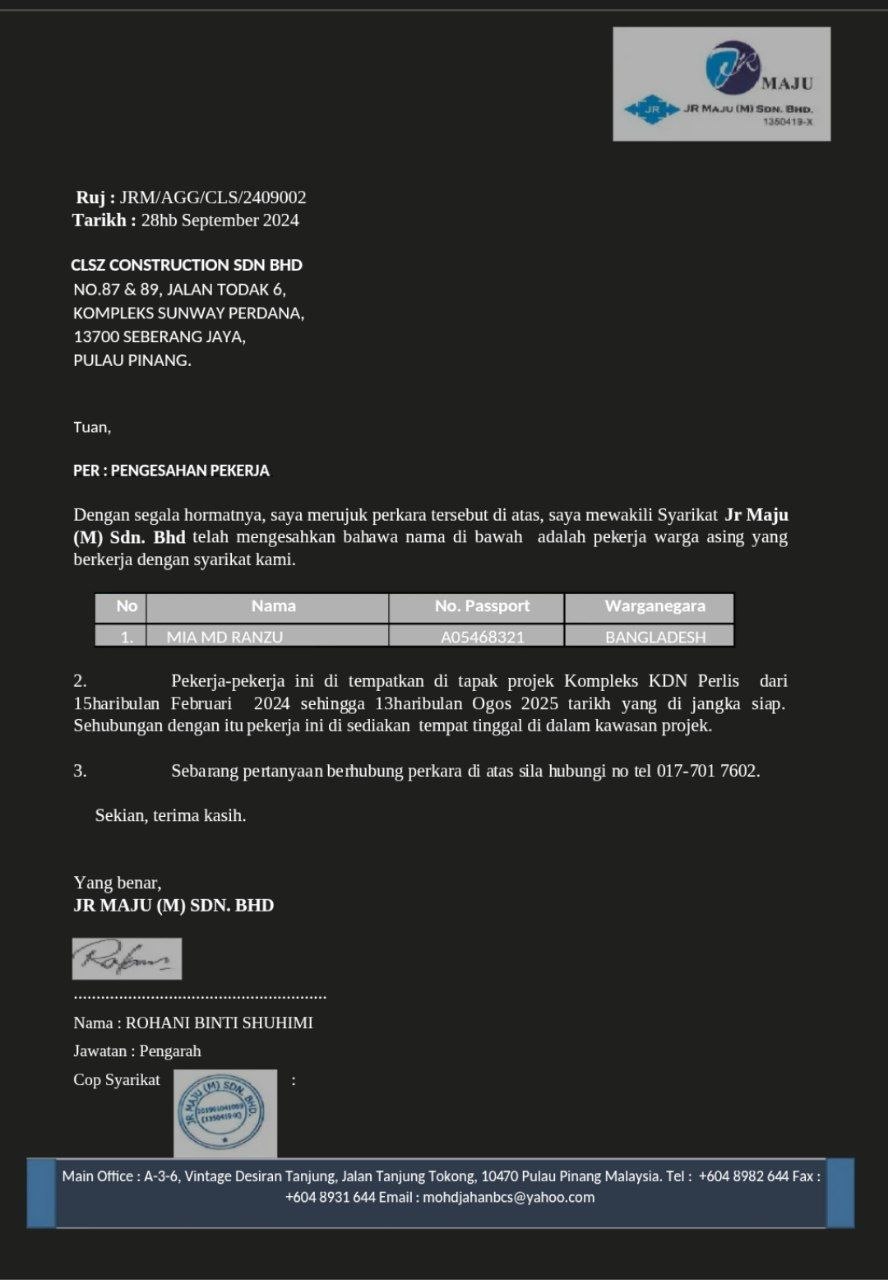 JR
MAJU
JR JR MAJU (M) SDN. BHD.
1350419-X
Ruj : JRM/AGG/CLS/2409002
Tarikh : 28hb September 2024
CLSZ CONSTRUCTION SDN BHD
NO.87 & 89, JALAN TODAK 6,
KOMPLEKS SUNWAY PERDANA,
13700 SEBERANG JAYA,
PULAU PINANG.
Tuan,
PER : PENGESAHAN PEKERJA
Dengan segala hormatnya, saya merujuk perkara tersebut di atas, saya mewakili Syarikat Jr Maju
(M) Sdn. Bhd telah mengesahkan bahawa nama di bawah adalah pekerja warga asing yang
berkerja dengan syarikat kami.
No Nama No. Passport Warganegara
1. MIA MD RANZU A05468321 BANGLADESH
2. Pekerja-pekerja ini di tempatkan di tapak projek Kompleks KDN Perlis dari
15haribulan Februari 2024 sehingga 13haribulan Ogos 2025 tarikh yang di jangka siap.
Sehubungan dengan itu pekerja ini di sediakan tempat tinggal di dalam kawasan projek.
3. Sebarang pertanyaan berhubung perkara di atas sila hubungi no tel 017-701 7602.
Sekian, terima kasih.
Yang benar,
JR MAJU (M) SDN. BHD
........................................................
Nama : ROHANI BINTI SHUHIMI
Jawatan : Pengarah
Cop Syarikat :
JR MAJU (M) SDN. BHD.
(1350419-X)
Main Office : A-3-6, Vintage Desiran Tanjung, Jalan Tanjung Tokong, 10470 Pulau Pinang Malaysia. Tel : +604 8982 644 Fax :
+604 8931 644 Email : mohdjahanbcs@yahoo.com